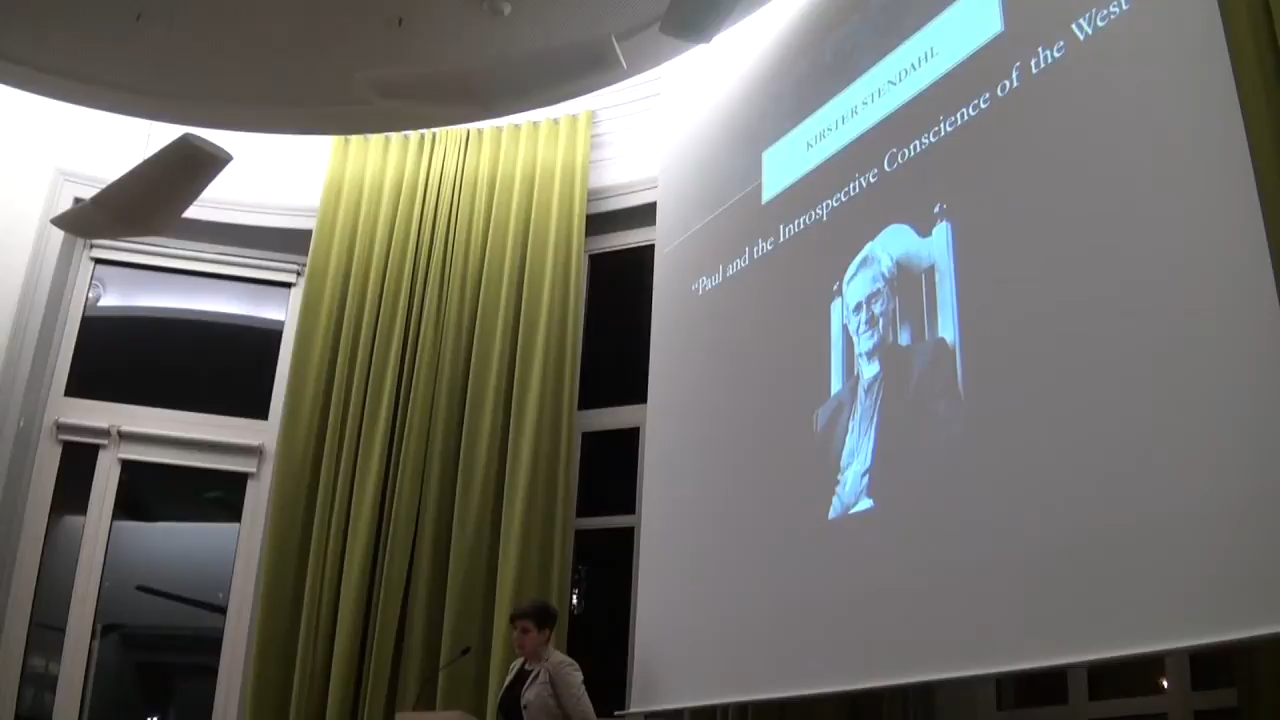 KIRSTER STENDAHL
“Paul and the Introspective Conscience of the West